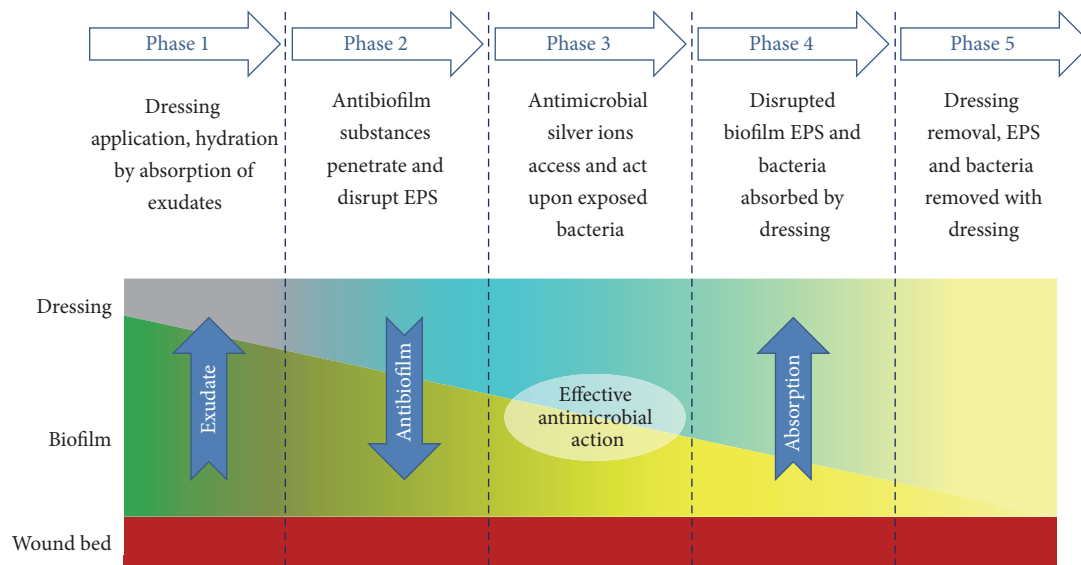 Phase 1
Phase 2
Phase 3
Phase 4
Phase 5
Dressing
application, hydration
by absorption of
exudates
Antibiofilm
substances
penetrate and
disrupt EPS
Antimicrobial
silver ions
access and act
upon exposed
bacteria
Disrupted
biofilm EPS and
bacteria
absorbed by
dressing
Dressing
removal, EPS
and bacteria
removed with
dressing
Dressing
Biofilm
Wound bed
Exudate
Antibiofilm
Effective
antimicrobial
action
Absorption